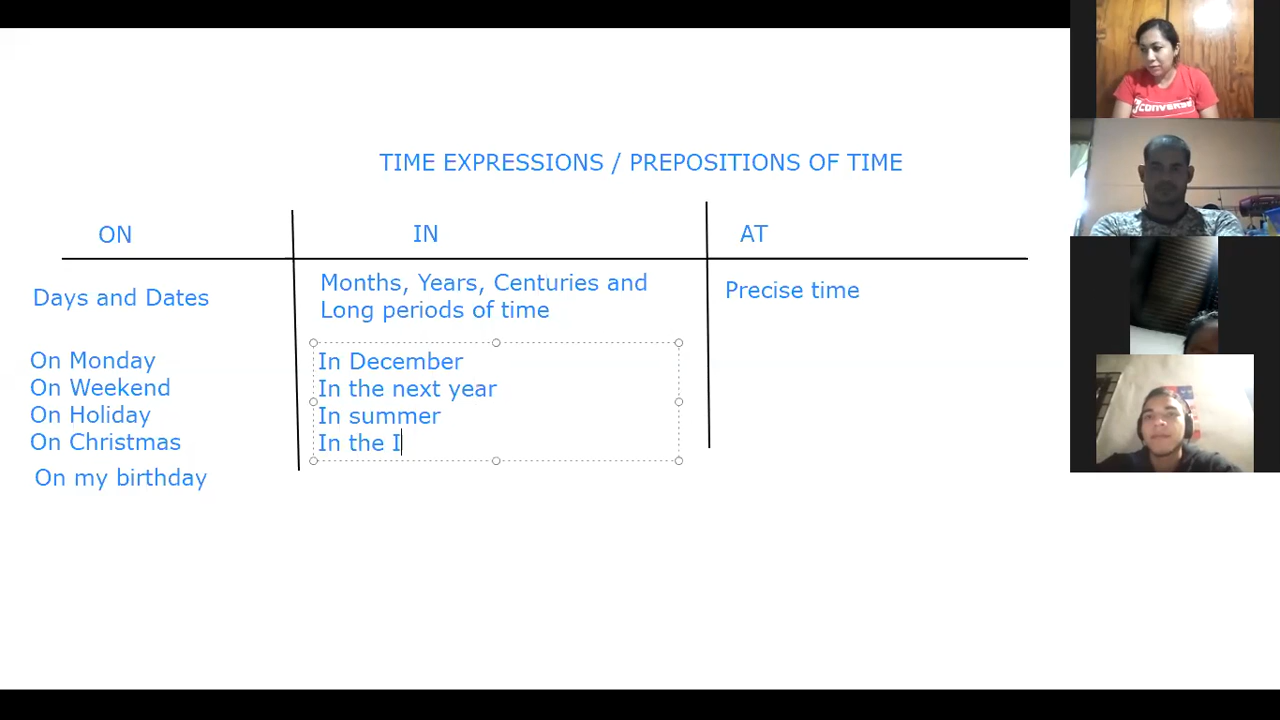 TIME EXPRESSIONS / PREPOSITIONS OF TIME
ON
IN
AT
Days and Dates
Months, Years, Centuries and
Long periods of time
Precise time
On Monday
On Weekend
On Holiday
On Christmas
On my birthday
In December
In the next year
In summer
In the I
CONVERSE